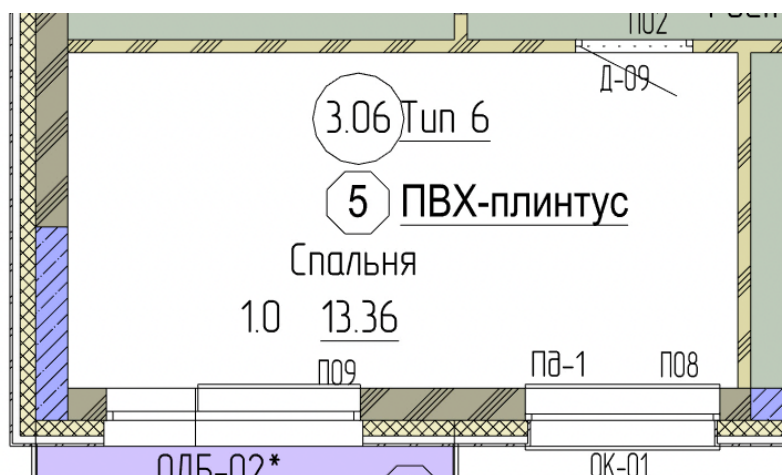 П02
Д-09
3.06 Тип 6
5 ПВХ-плинтус
Спальня
1.0 13.36
П09
Пд-1
П08
ОДБ-02*
ОК-01